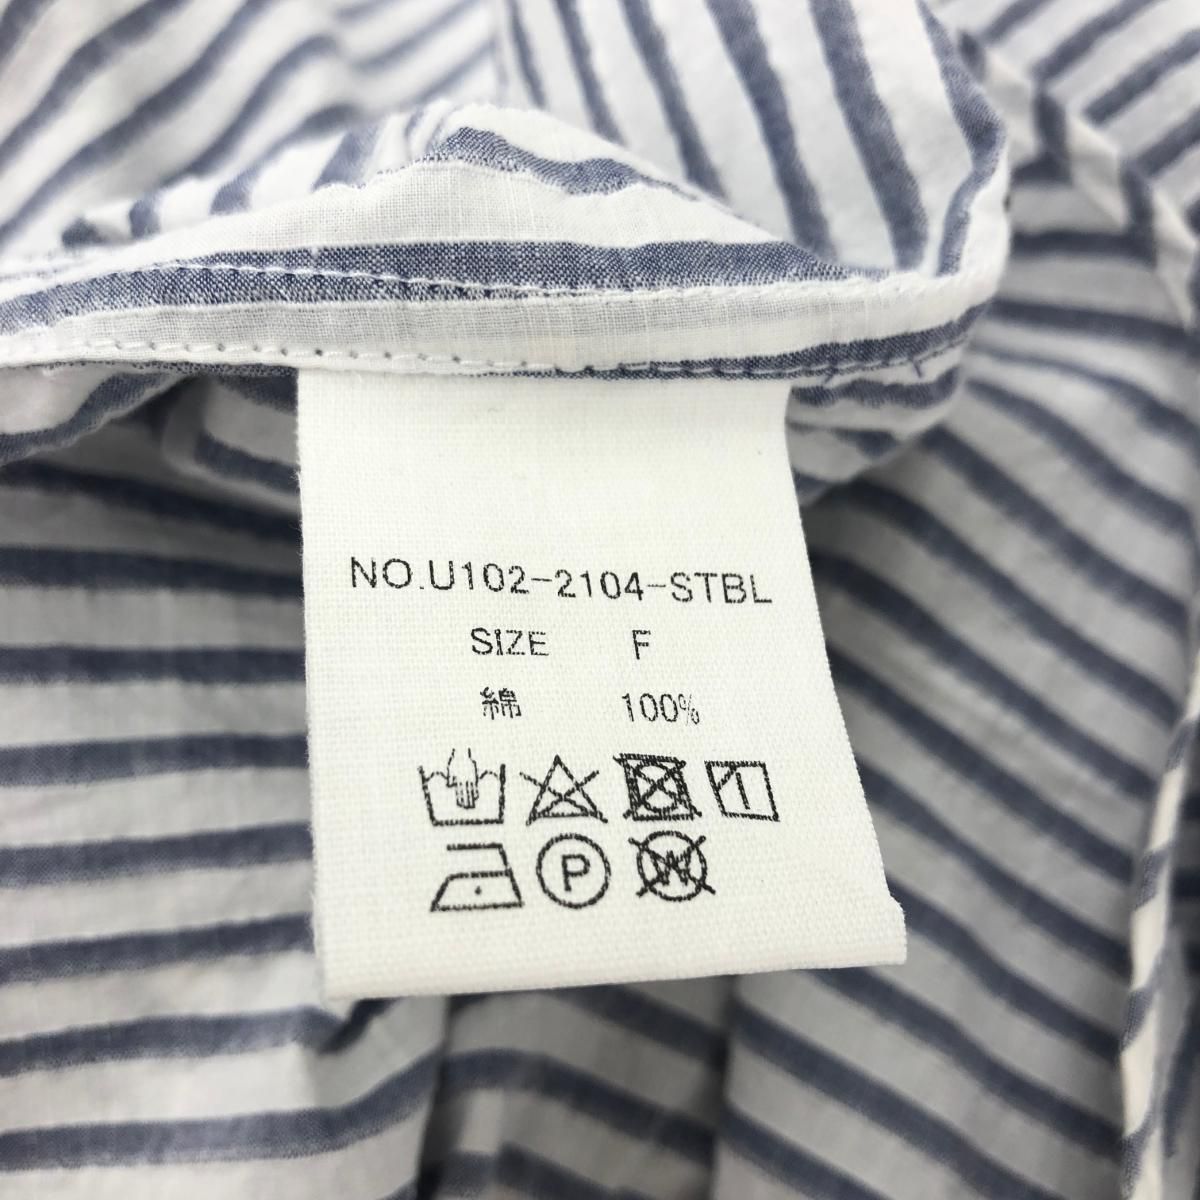 NO.U102-2104-STBL
SIZE F
綿 100%
P W